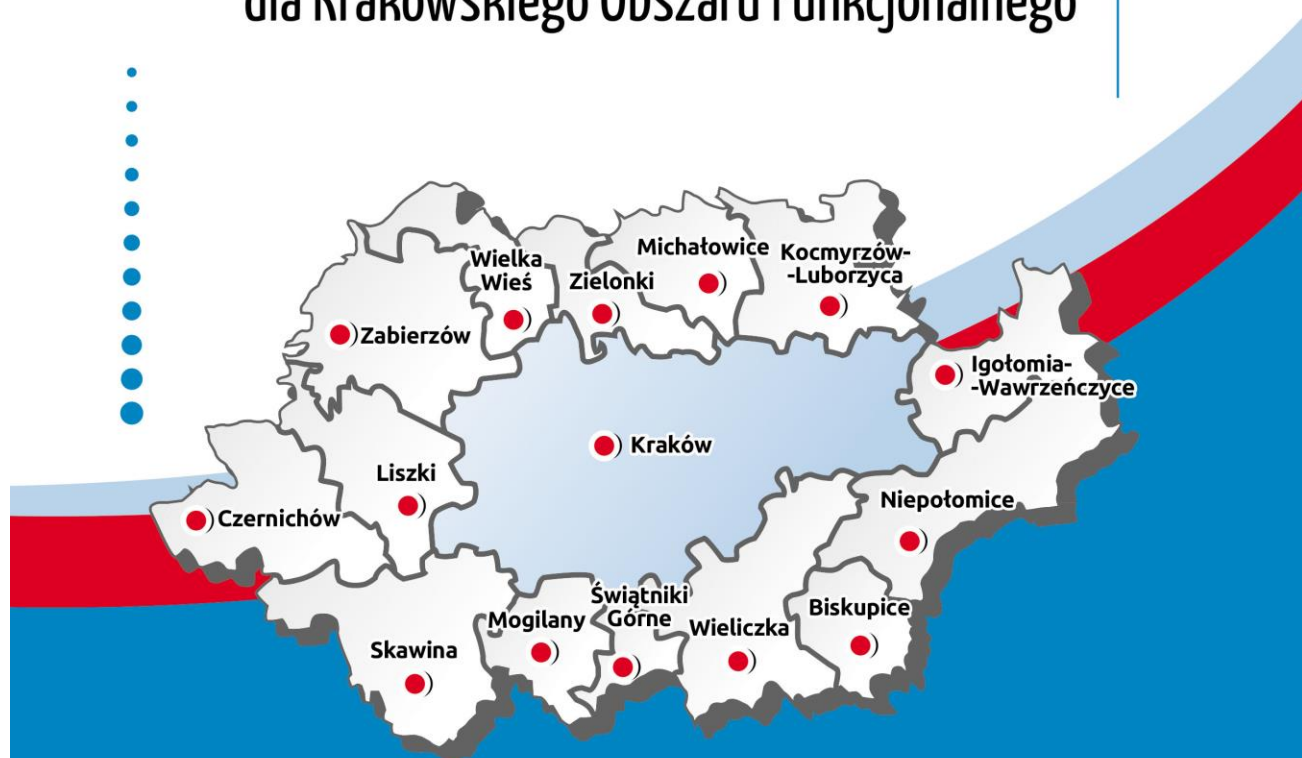 dla Krakowskiego Obszaru Funkcjonalnego
Michałowice
Kocmyrzów-
-Luborzyca
Wielka
Wieś
Zielonki
Zabierzów
Igołomia-
-Wawrzeńczyce
Kraków
Liszki
Niepołomice
Czernichów
Świątniki
Górne
Biskupice
Mogilany
Wieliczka
Skawina